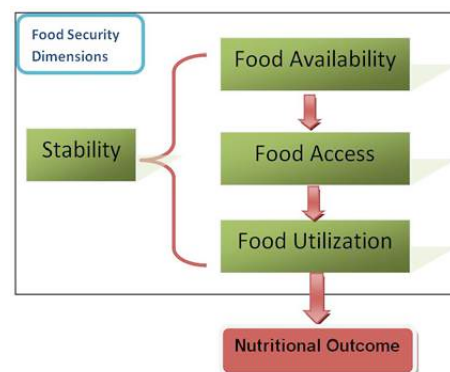 Food Security
Dimensions
Food Availability
Stability
Food Access
Food Utilization
Nutritional Outcome